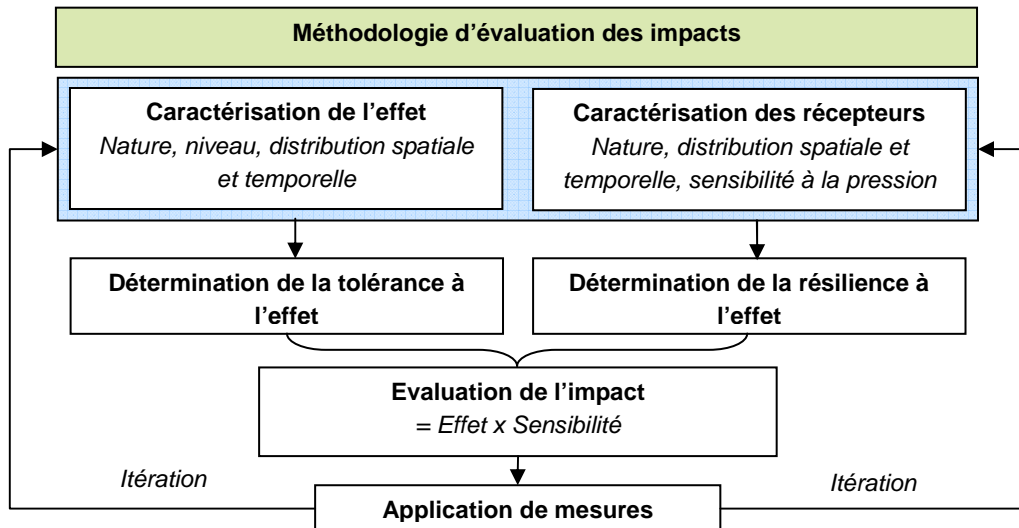 Méthodologie d'évaluation des impacts
Caractérisation de l'effet
Nature, niveau, distribution spatiale
et temporelle
Caractérisation des récepteurs
Nature, distribution spatiale et
temporelle, sensibilité à la pression
Détermination de la tolérance à
l'effet
Détermination de la résilience à
l'effet
Evaluation de l'impact
= Effet x Sensibilité
Itération
Application de mesures
Itération